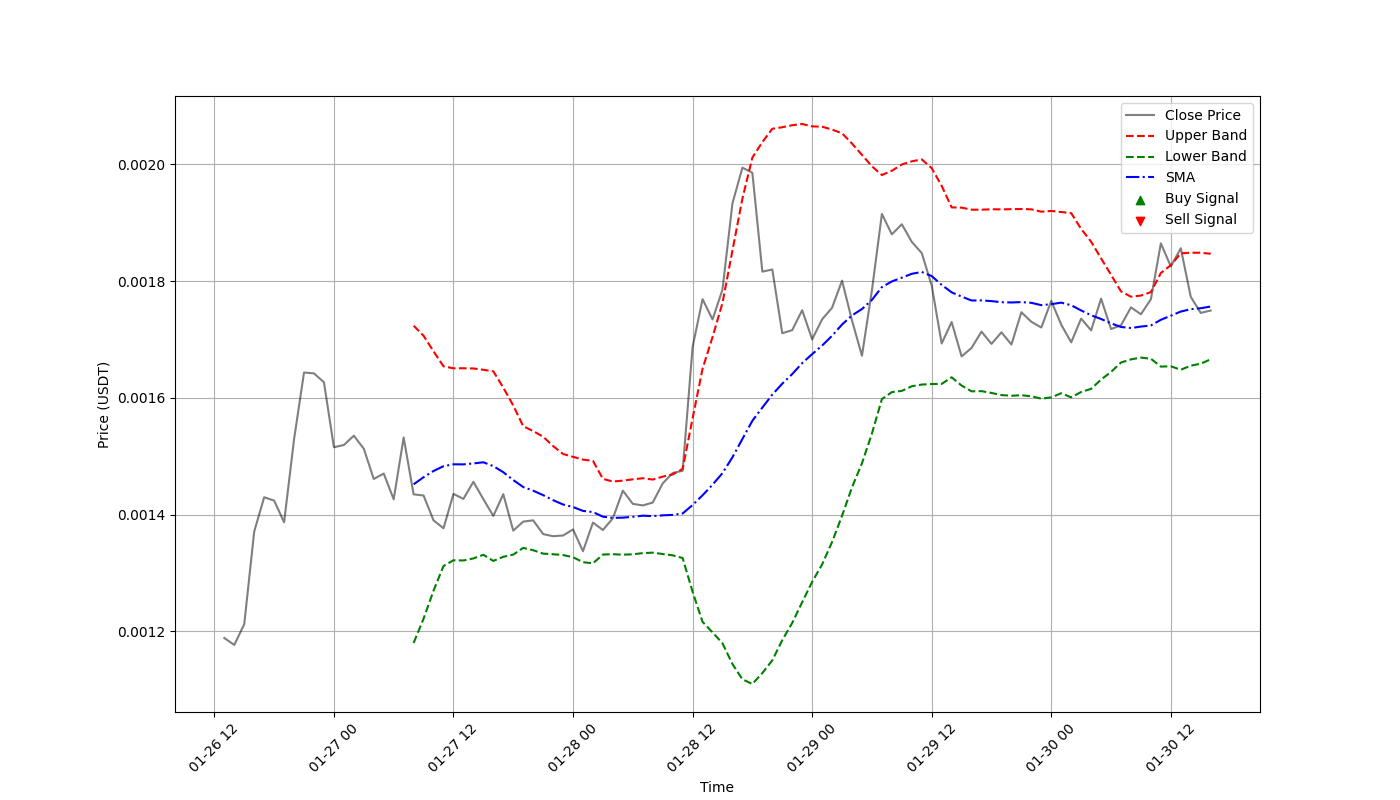 Close Price
Upper Band
Lower Band
SMA
Buy Signal
Sell Signal
0.0020
0.0018
0.0016
0.0014
0.0012
Price (USDT)
01-26 12
01-27 00
01-27 12
01-28 00
01-28 12
01-29 00
01-29 12
01-30 00
01-30 12
Time